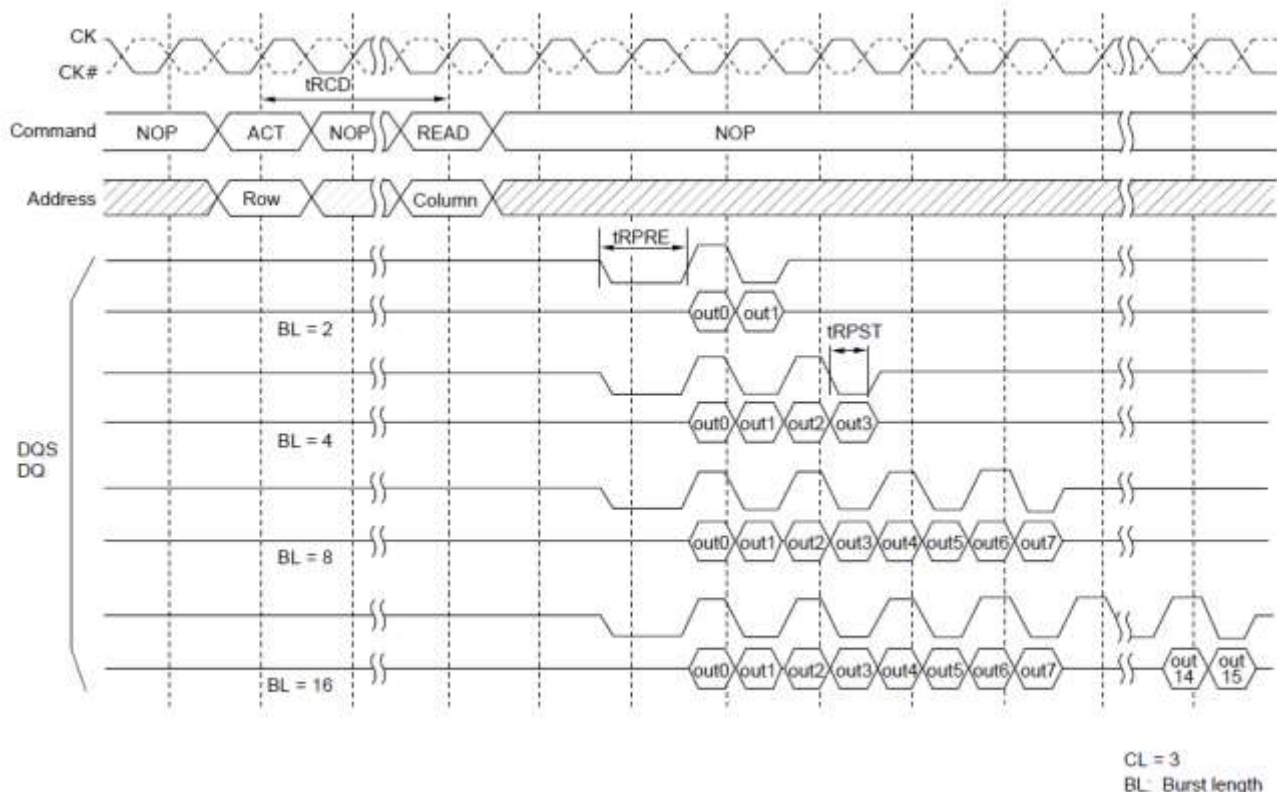 CK
CK#
tRCD
Command NOP ACT NOP READ NOP
Address Row Column
tRPRE
out0 out1
BL = 2
tRPST
out0 out1 out2 out3
BL = 4
DQS
DQ
out0 out1 out2 out3 out4 out5 out6 out7
BL = 8
out0 out1 out2 out3 out4 out5 out6 out7 out 14 out 15
BL = 16
CL = 3
BL: Burst length